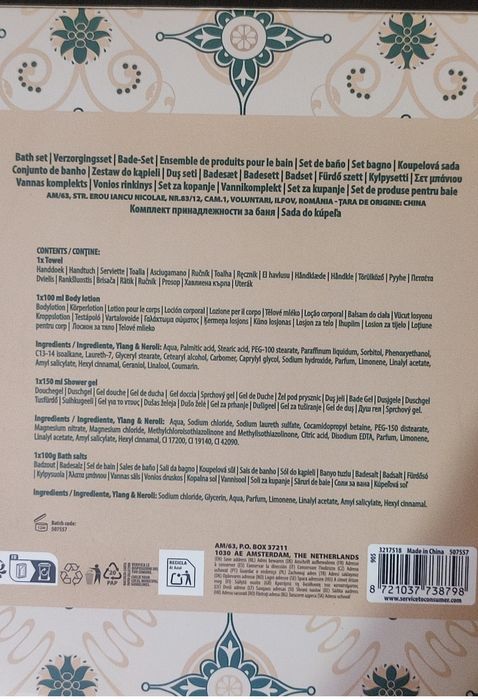 Bath set | Verzorgingsset | Bade-Set | Ensemble de produits pour le bain | Set de baño | Set bagno | Koupelová sada
Conjunto de banho | Zestaw do kąpieli | Duş seti | Badesæt | Badesett | Badset | Fürdő szett | Kylpysetti | Σετ μπάνιου
Vannas komplekts | Vonios rinkinys | Set za kopanje | Vannikomplekt | Set za kupanje | Set de produse pentru baie
AM/63, STR. EROU IANCU NICOLAE, NR.83/12, CAM.1, VOLUNTARI, ILFOV, ROMÂNIA - ȚARA DE ORIGINE: CHINA
Комплект принадлежности за баня | Sada do kúpeľa
CONTENTS / CONȚINE:
1x Towel
Handdoek | Handtuch | Serviette | Toalla | Asciugamano | Ručník | Toalha | Ręcznik | El havlusu | Håndklæde | Håndkle | Törülköző | Pyyhe | Πετσέτα
Dvielis | Rankšluostis | Brisača | Rätik | Ručnik | Prosop | Хавлиена кърпа | Uterák
1x100 ml Body lotion
Bodylotion | Körperlotion | Lotion pour le corps | Loción corporal | Lozione per il corpo | Tělové mléko | Loção corporal | Balsam do ciała | Vücut losyonu
Kroppslotion | Testápoló | Vartalovoide | Γαλάκτωμα σώματος | Ķermeņa losjons | Kūno losjonas | Losjon za telo | Ihupiim | Losjon za tijelo | Loțiune
pentru corp | Лосион за тяло | Telové mlieko
Ingredients / Ingrediente, Ylang & Neroli: Aqua, Palmitic acid, Stearic acid, PEG-100 stearate, Paraffinum liquidum, Sorbitol, Phenoxyethanol,
C13-14 isoalkane, Laureth-7, Glyceryl stearate, Cetearyl alcohol, Carbomer, Caprylyl glycol, Sodium hydroxide, Parfum, Limonene, Linalyl acetate,
Amyl salicylate, Hexyl cinnamal, Geraniol, Linalool, Coumarin.
1x150 ml Shower gel
Douchegel | Duschgel | Gel douche | Gel de ducha | Gel doccia | Sprchový gel | Gel de Duche | Żel pod prysznic | Duş jeli | Bade Gel | Dusjgele | Duschgel
Tusfürdő | Suihkugeeli | Gel για το ντους | Dušas želeja | Dušo želė | Gel za prhanje | Dušigeel | Gel za tuširanje | Gel de duș | Душ гел | Sprchový gel
Ingredients / Ingrediente, Ylang & Neroli: Aqua, Sodium chloride, Sodium laureth sulfate, Cocamidopropyl betaine, PEG-150 distearate,
Magnesium nitrate, Magnesium chloride, Methylchloroisothiazolinone and Methylisothiazolinone, Citric acid, Disodium EDTA, Parfum, Limonene,
Linalyl acetate, Amyl salicylate, Hexyl cinnamal, CI 17200, CI 19140, CI 42090.
1x100g Bath salts
Badzout | Badesalz | Sel de bain | Sales de baño | Sali da bagno | Koupelová sůl | Sais de banho | Sól do kąpieli | Banyo tuzlu | Badesalt | Badsalt | Fürdősó
| Kylpysuola | Άλατα μπάνιου | Vannas sāls | Vonios druskos | Kopalna sol | Vannisool | Soli za kupanje | Săruri de baie | Соли за вана | Kúpeľová soľ
Ingredients / Ingrediente, Ylang & Neroli: Sodium chloride, Glycerin, Aqua, Parfum, Limonene, Linalyl acetate, Amyl salicylate, Hexyl cinnamal.
12M
Batch code:
507557
FR
PAP
RECICLA
AM/63, P.O. BOX 37211
1030 AE AMSTERDAM, THE NETHERLANDS
905
3217518 Made in China 507557
8 721037 738798
www.servicetoconsumer.com